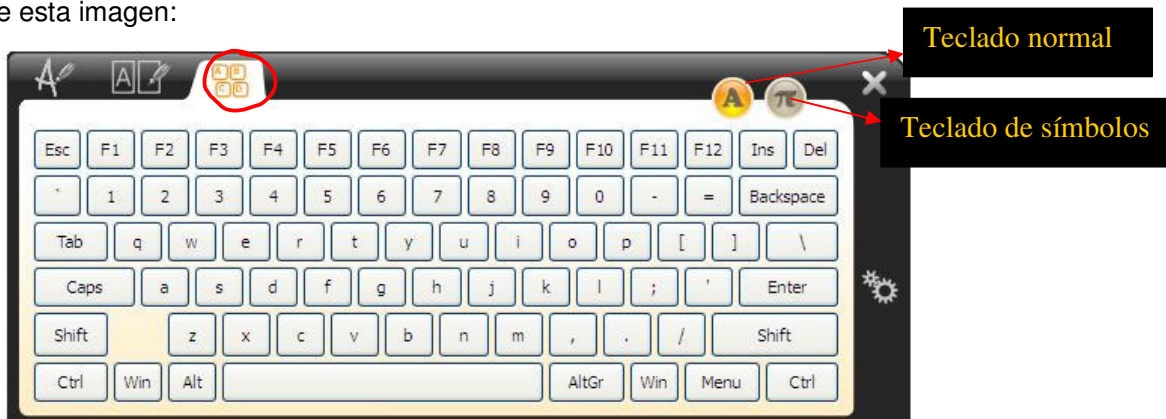 e esta imagen:
Teclado normal
A A A B C D A π
Teclado de símbolos
Esc F1 F2 F3 F4 F5 F6 F7 F8 F9 F10 F11 F12 Ins Del
` 1 2 3 4 5 6 7 8 9 0 - = Backspace
Tab q w e r t y u i o p [ ] \
Caps a s d f g h j k l ; ' Enter
Shift z x c v b n m , . / Shift
Ctrl Win Alt AltGr Win Menu Ctrl